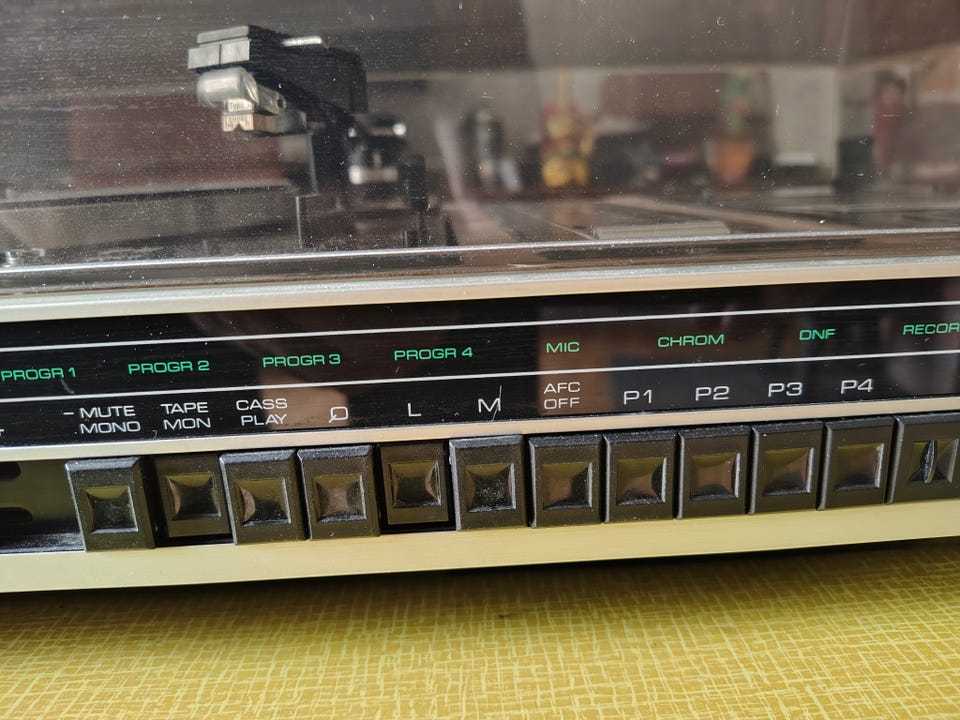 PROGR 1 PROGR 2 PROGR 3 PROGR 4 MIC CHROM DNF RECOR
- MUTE MONO
TAPE MON
CASS PLAY
Ø
L
M
AFC OFF
P1 P2 P3 P4